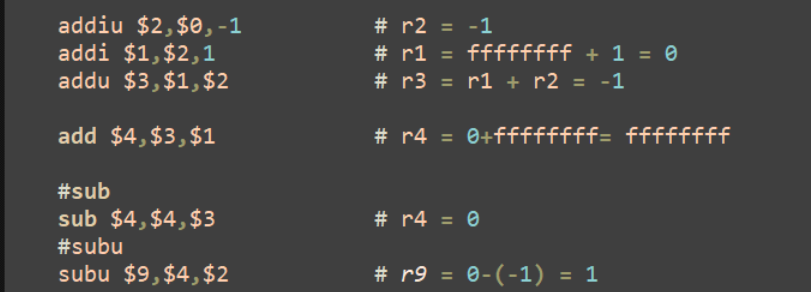 addiu $2,$0,-1 # r2 = -1
addi $1,$2,1 # r1 = ffffffff + 1 = 0
addu $3,$1,$2 # r3 = r1 + r2 = -1
add $4,$3,$1 # r4 = 0+ffffffff= ffffffff
#sub
sub $4,$4,$3 # r4 = 0
#subu
subu $9,$4,$2 # r9 = 0-(-1) = 1